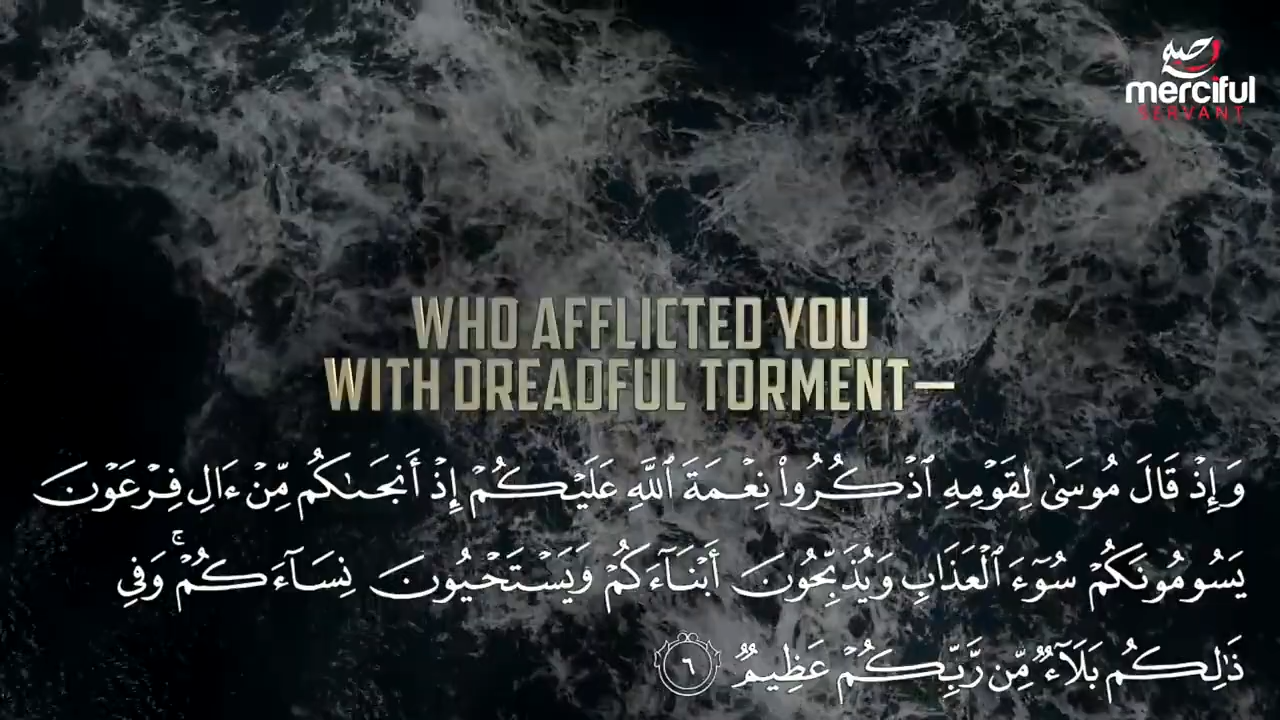 رحيم
merciful
SERVANT
WHO AFFLICTED YOU
WITH DREADFUL TORMENT—
وَإِذْ قَالَ مُوسَىٰ لِقَوْمِهِ ٱذْكُرُوا۟ نِعْمَةَ ٱللَّهِ عَلَيْكُمْ إِذْ أَنجَىٰكُم مِّنْ ءَالِ فِرْعَوْنَ
يَسُومُونَكُمْ سُوٓءَ ٱلْعَذَابِ وَيُذَبِّحُونَ أَبْنَآءَكُمْ وَيَسْتَحْيُونَ نِسَآءَكُمْ ۚ وَفِى
ذَٰلِكُم بَلَآءٌ مِّن رَّبِّكُمْ عَظِيمٌ ٦